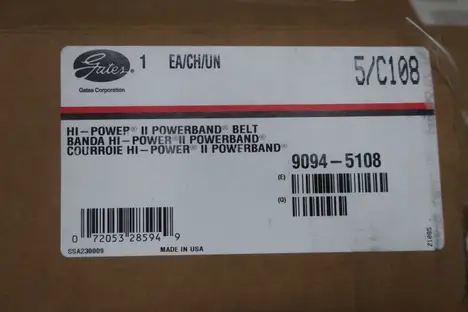 Gates®
Gates Corporation
1 EA/CH/UN
5/C108
HI-POWER® II POWERBAND® BELT
BANDA HI-POWER® II POWERBAND®
COURROIE HI-POWER® II POWERBAND®
9094-5108
(E)
(Q)
0 72053 28594 9
SSA230009
MADE IN USA